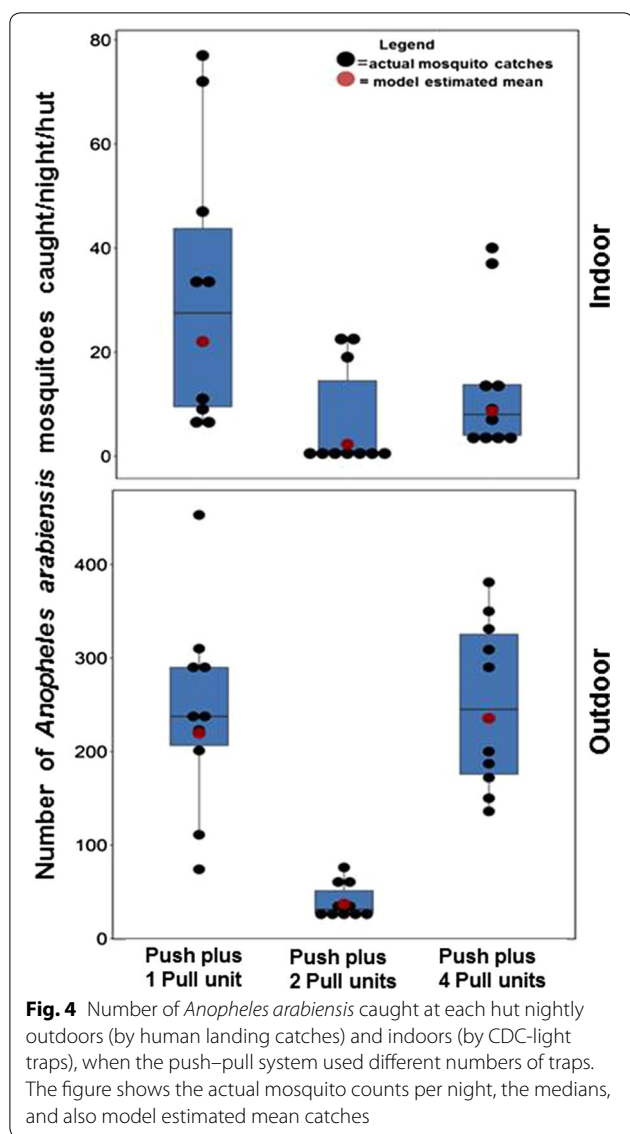 Number of Anopheles arabiensis mosquitoes caught/night/hut
80
60
40
20
0
Legend
=actual mosquito catches
= model estimated mean
Indoor
400
300
200
100
0
Outdoor
Push plus
1 Pull unit
Push plus
2 Pull units
Push plus
4 Pull units
Fig. 4 Number of Anopheles arabiensis caught at each hut nightly
outdoors (by human landing catches) and indoors (by CDC-light
traps), when the push–pull system used different numbers of traps.
The figure shows the actual mosquito counts per night, the medians,
and also model estimated mean catches